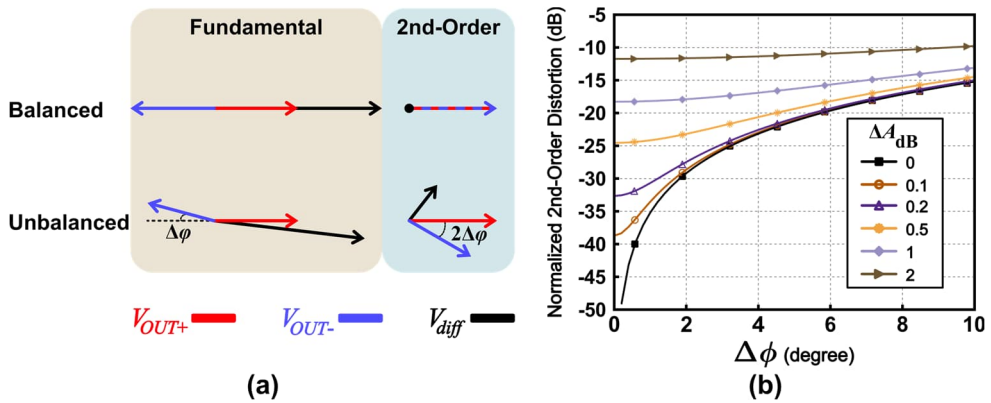 Fundamental
2nd-Order
Balanced
Unbalanced
Δφ
2Δφ
V_OUT+
V_OUT-
V_diff
(a)
Normalized 2nd-Order Distortion (dB)
-5
-10
-15
-20
-25
-30
-35
-40
-45
-50
0
2
4
6
8
10
ΔA_dB
0
0.1
0.2
0.5
1
2
Δϕ (degree)
(b)